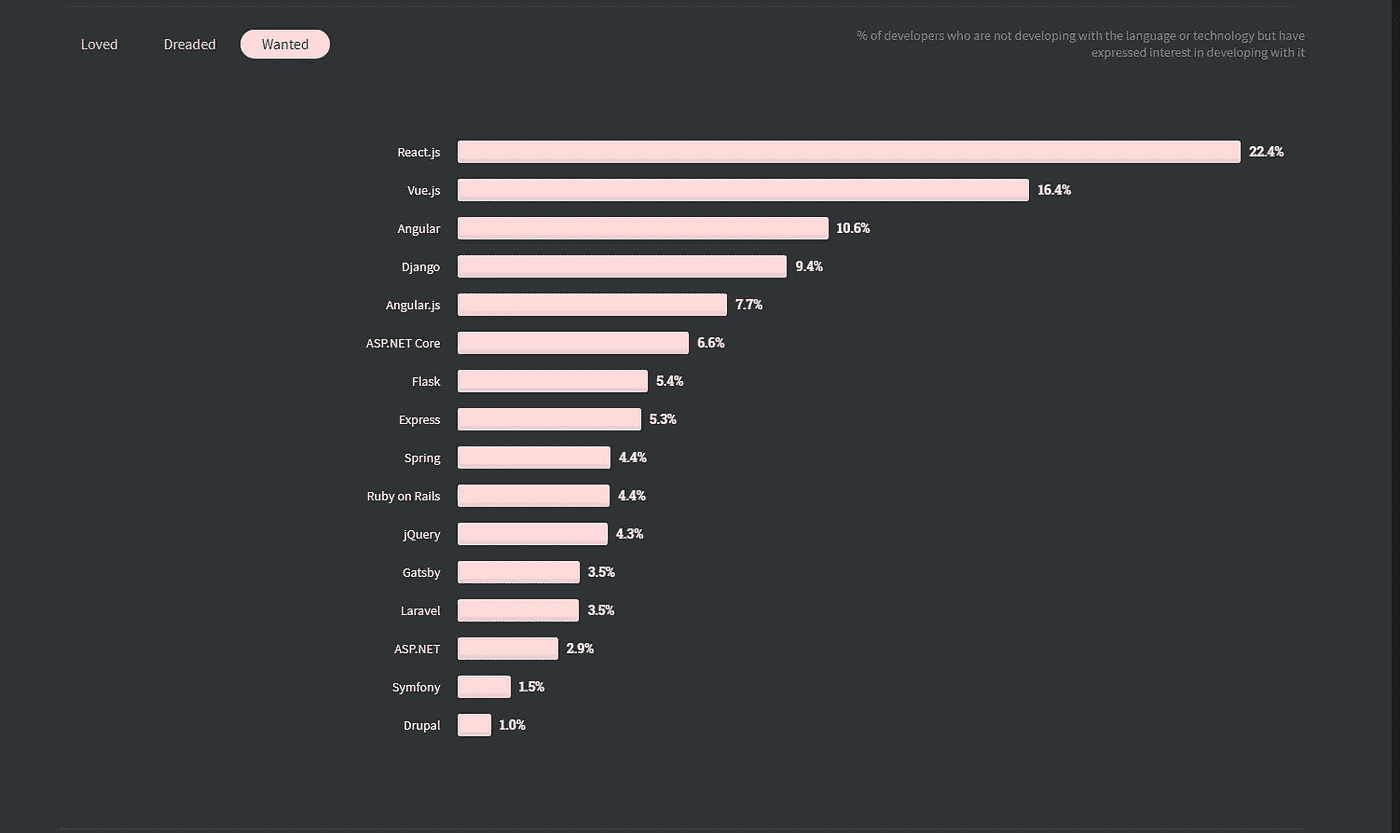 Loved Dreaded Wanted
% of developers who are not developing with the language or technology but have
expressed interest in developing with it
React.js 22.4%
Vue.js 16.4%
Angular 10.6%
Django 9.4%
Angular.js 7.7%
ASP.NET Core 6.6%
Flask 5.4%
Express 5.3%
Spring 4.4%
Ruby on Rails 4.4%
jQuery 4.3%
Gatsby 3.5%
Laravel 3.5%
ASP.NET 2.9%
Symfony 1.5%
Drupal 1.0%